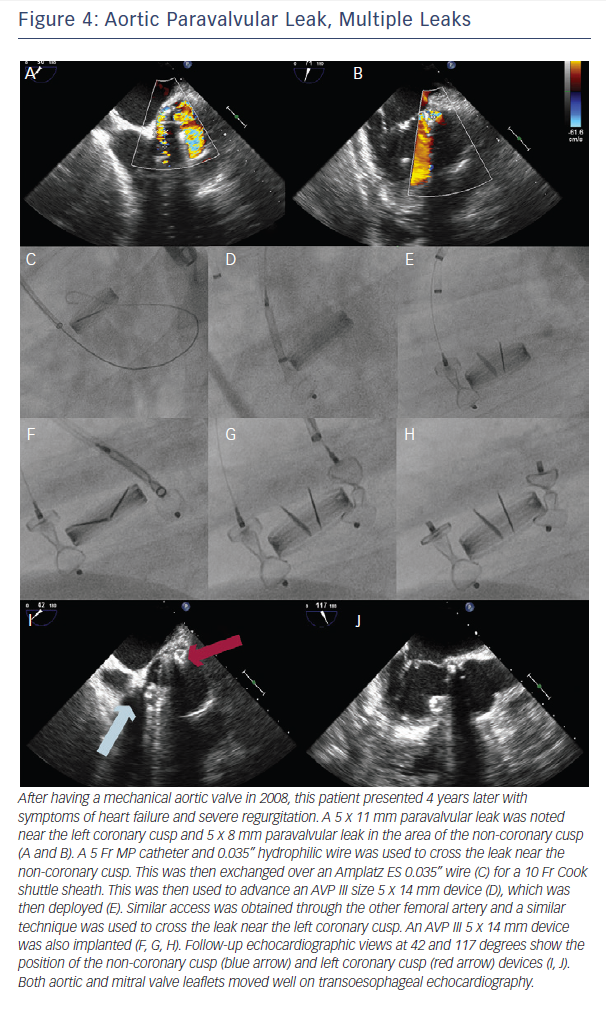 Figure 4: Aortic Paravalvular Leak, Multiple Leaks
A
B
-61.6
cm/s
C
D
E
F
G
H
I
42
J
117
After having a mechanical aortic valve in 2008, this patient presented 4 years later with
symptoms of heart failure and severe regurgitation. A 5 x 11 mm paravalvular leak was noted
near the left coronary cusp and 5 x 8 mm paravalvular leak in the area of the non-coronary cusp
(A and B). A 5 Fr MP catheter and 0.035” hydrophilic wire was used to cross the leak near the
non-coronary cusp. This was then exchanged over an Amplatz ES 0.035” wire (C) for a 10 Fr Cook
shuttle sheath. This was then used to advance an AVP III size 5 x 14 mm device (D), which was
then deployed (E). Similar access was obtained through the other femoral artery and a similar
technique was used to cross the leak near the left coronary cusp. An AVP III 5 x 14 mm device
was also implanted (F, G, H). Follow-up echocardiographic views at 42 and 117 degrees show the
position of the non-coronary cusp (blue arrow) and left coronary cusp (red arrow) devices (I, J).
Both aortic and mitral valve leaflets moved well on transoesophageal echocardiography.